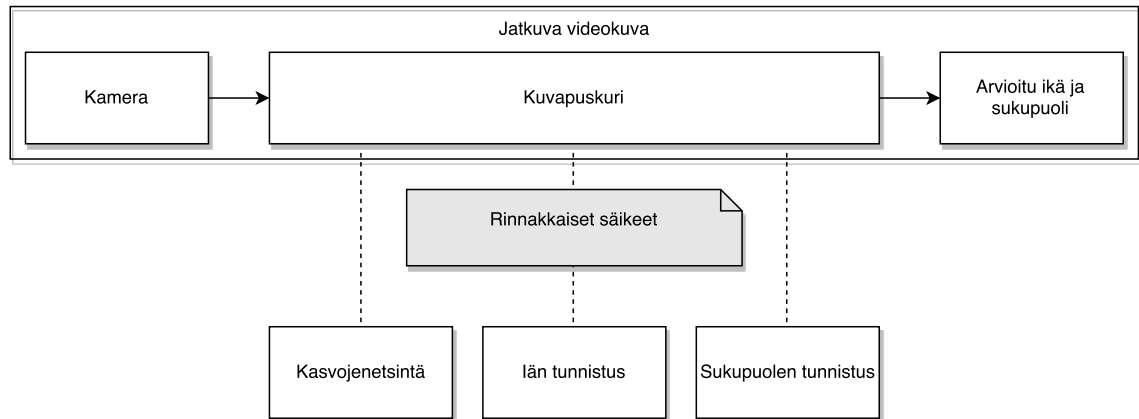 Jatkuva videokuva
Kamera
Kuvapuskuri
Arvioitu ikä ja
sukupuoli
Rinnakkaiset säikeet
Kasvojenetsintä
Iän tunnistus
Sukupuolen tunnistus